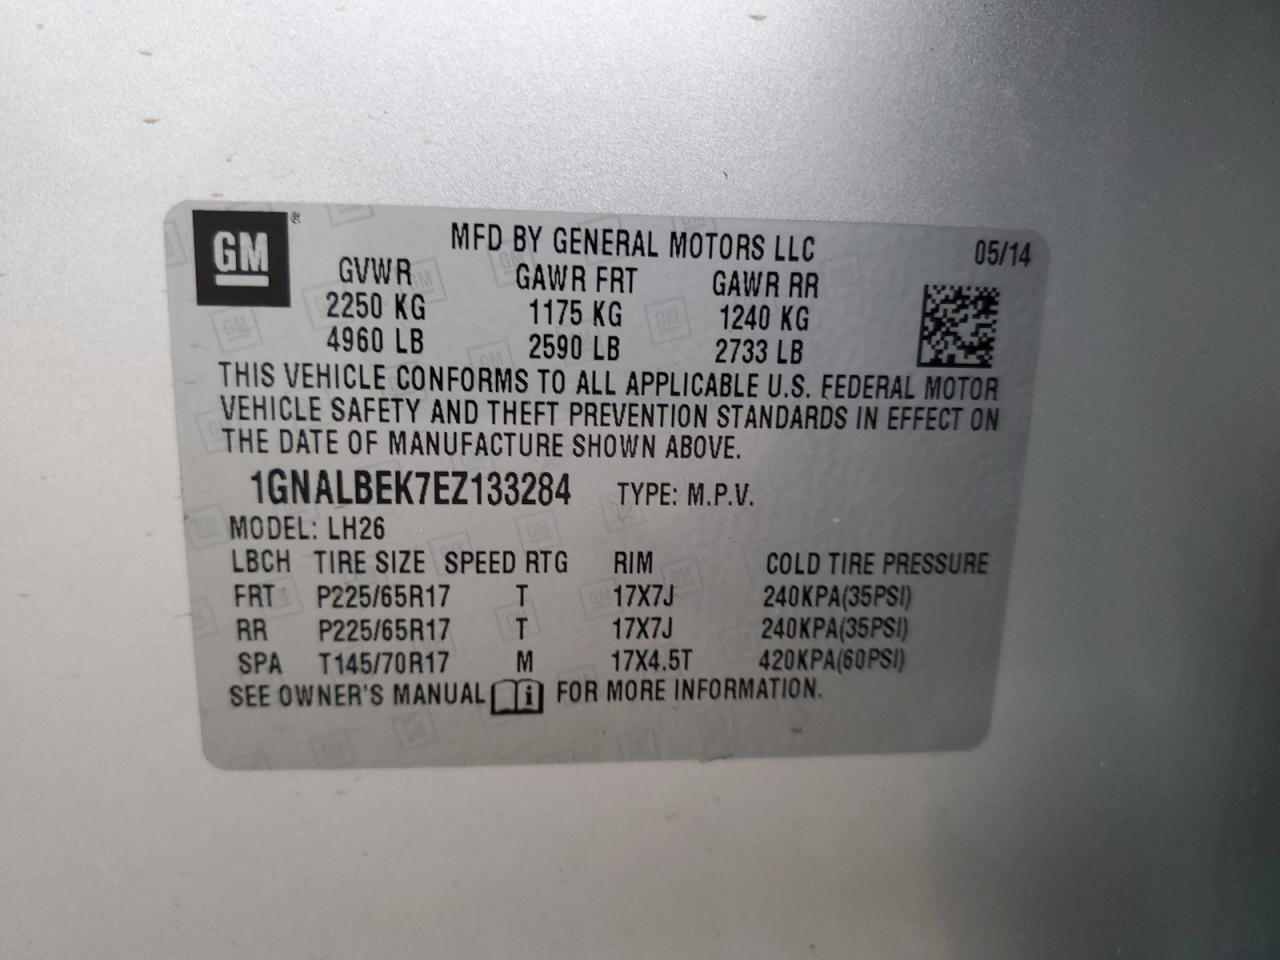 GM ®
MFD BY GENERAL MOTORS LLC 05/14
GVWR GAWR FRT GAWR RR
2250 KG 1175 KG 1240 KG
4960 LB 2590 LB 2733 LB
THIS VEHICLE CONFORMS TO ALL APPLICABLE U.S. FEDERAL MOTOR
VEHICLE SAFETY AND THEFT PREVENTION STANDARDS IN EFFECT ON
THE DATE OF MANUFACTURE SHOWN ABOVE.
1GNALBEK7EZ133284 TYPE: M.P.V.
MODEL: LH26
LBCH TIRE SIZE SPEED RTG RIM COLD TIRE PRESSURE
FRT P225/65R17 T 17X7J 240KPA(35PSI)
RR P225/65R17 T 17X7J 240KPA(35PSI)
SPA T145/70R17 M 17X4.5T 420KPA(60PSI)
SEE OWNER'S MANUAL i FOR MORE INFORMATION.